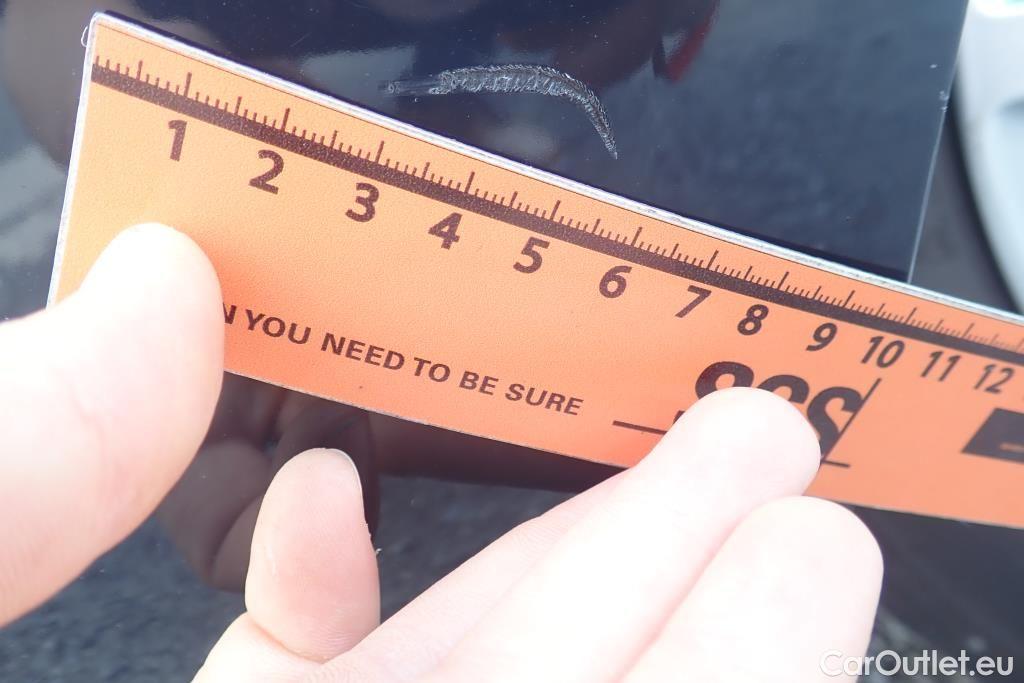 1 2 3 4 5 6 7 8 9 10 11 12
YOU NEED TO BE SURE
CarOutlet.eu